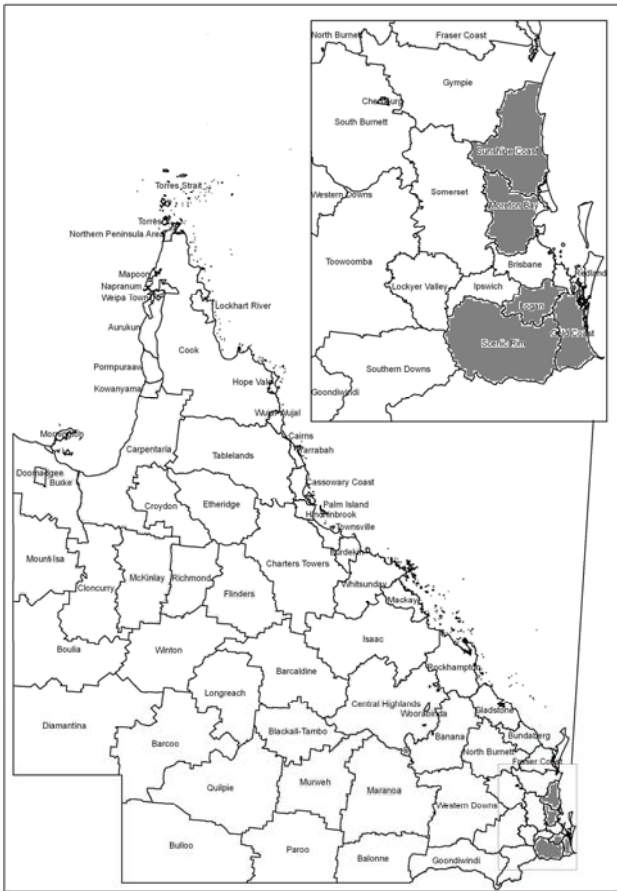 North Burnett
Fraser Coast
Gympie
Cherbourg
South Burnett
Sunshine Coast
Western Downs
Somerset
Moreton Bay
Toowoomba
Brisbane
Redland
Lockyer Valley
Ipswich
Logan
Gold Coast
Scenic Rim
Southern Downs
Goondiwindi
Torres Strait
Torres
Northern Peninsula Area
Mapoon
Napranum
Weipa Town
Lockhart River
Aurukun
Cook
Pormpuraaw
Kowanyama
Hope Vale
Wujal Wujal
Mornington
Cairns
Yarrabah
Carpentaria
Tablelands
Doomadgee
Burke
Cassowary Coast
Croydon
Etheridge
Palm Island
Hinchinbrook
Townsville
Burdekin
Mount Isa
Charters Towers
McKinlay
Richmond
Cloncurry
Flinders
Whitsunday
Mackay
Isaac
Boulia
Winton
Barcaldine
Rockhampton
Longreach
Central Highlands
Woorabinda
Gladstone
Diamantina
Blackall-Tambo
Banana
Bundaberg
Barcoo
North Burnett
Fraser Coast
Quilpie
Murweh
Maranoa
Western Downs
Bulloo
Paroo
Balonne
Goondiwindi